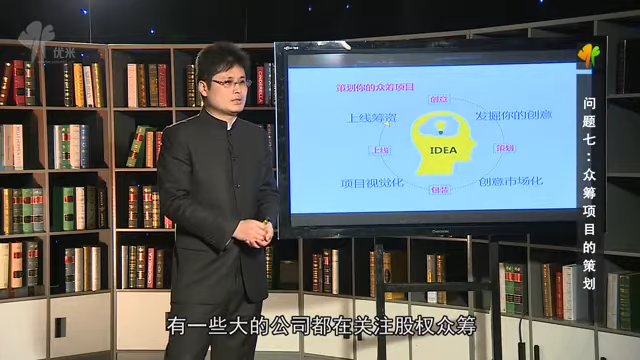 优米
策划你的众筹项目
创意
上线筹资
发掘你的创意
上线
IDEA
策划
项目视觉化
创意市场化
包装
问题七：众筹项目的策划
有一些大的公司都在关注股权众筹